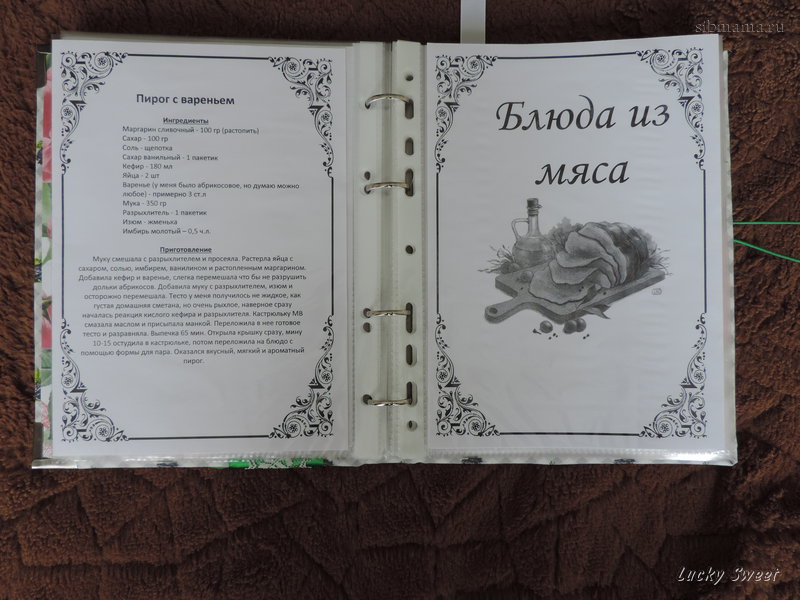 sibmama.ru
Пирог с вареньем
Ингредиенты
Маргарин сливочный - 100 гр (растопить)
Сахар - 100 гр
Соль - щепотка
Сахар ванильный - 1 пакетик
Кефир - 180 мл
Яйца - 2 шт
Варенье (у меня было абрикосовое, но думаю можно
любое) - примерно 3 ст.л
Мука - 350 гр
Разрыхлитель - 1 пакетик
Изюм - жменька
Имбирь молотый – 0,5 ч.л.
Приготовление
Муку смешала с разрыхлителем и просеяла. Растерла яйца с
сахаром, солью, имбирем, ванилином и растопленным маргарином.
Добавила кефир и варенье, слегка перемешала что бы не разрушить
дольки абрикосов. Добавила муку с разрыхлителем, изюм и
осторожно перемешала. Тесто у меня получилось не жидкое, как
густая домашняя сметана, но очень рыхлое, наверное сразу
началась реакция кислого кефира и разрыхлителя. Кастрюльку МВ
смазала маслом и присыпала манкой. Переложила в нее готовое
тесто и разравняла. Выпечка 65 мин. Открыла крышку сразу, мину
10-15 остудила в кастрюльке, потом переложила на блюдо с
помощью формы для пара. Оказался вкусный, мягкий и ароматный
пирог.
Блюда из
мяса
Lucky Sweet